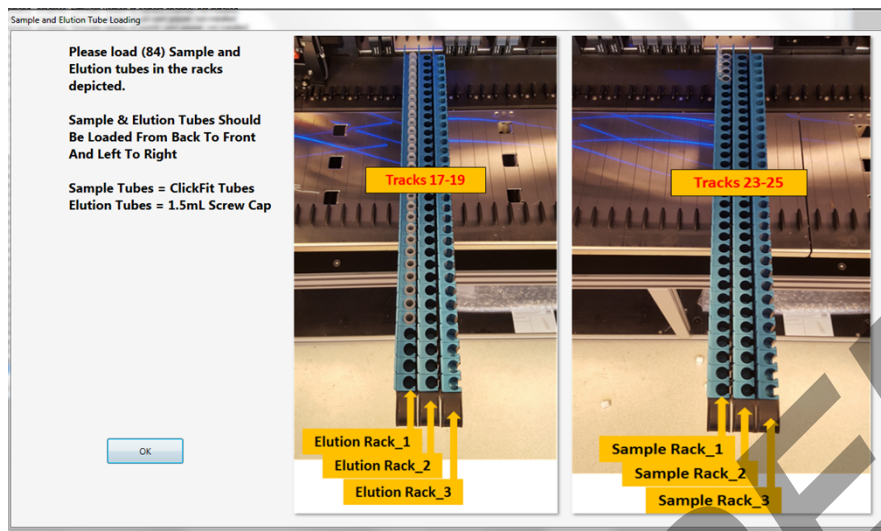 Sample and Elution Tube Loading
Please load (84) Sample and
Elution tubes in the racks
depicted.
Sample & Elution Tubes Should
Be Loaded From Back To Front
And Left To Right
Sample Tubes = ClickFit Tubes
Elution Tubes = 1.5mL Screw Cap
OK
Tracks 17-19
Elution Rack_1
Elution Rack_2
Elution Rack_3
Tracks 23-25
Sample Rack_1
Sample Rack_2
Sample Rack_3